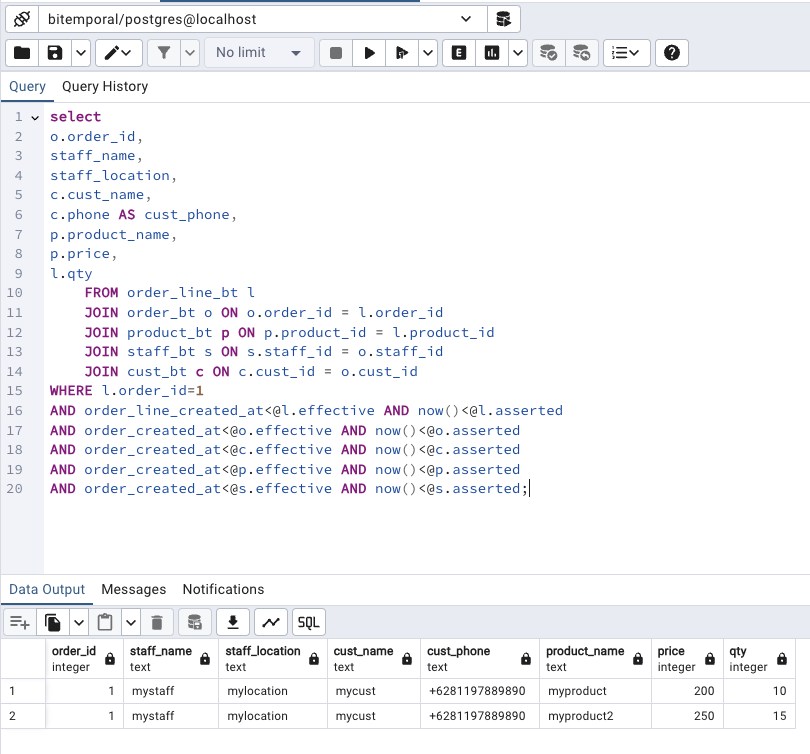 bitemporal/postgres@localhost
No limit
E
Query Query History
1 select
2 o.order_id,
3 staff_name,
4 staff_location,
5 c.cust_name,
6 c.phone AS cust_phone,
7 p.product_name,
8 p.price,
9 l.qty
10 FROM order_line_bt l
11 JOIN order_bt o ON o.order_id = l.order_id
12 JOIN product_bt p ON p.product_id = l.product_id
13 JOIN staff_bt s ON s.staff_id = o.staff_id
14 JOIN cust_bt c ON c.cust_id = o.cust_id
15 WHERE l.order_id=1
16 AND order_line_created_at<@l.effective AND now()<@l.asserted
17 AND order_created_at<@o.effective AND now()<@o.asserted
18 AND order_created_at<@c.effective AND now()<@c.asserted
19 AND order_created_at<@p.effective AND now()<@p.asserted
20 AND order_created_at<@s.effective AND now()<@s.asserted;
Data Output Messages Notifications
SQL
order_id staff_name staff_location cust_name cust_phone product_name price qty
integer text text text text text integer integer
1 1 mystaff mylocation mycust +6281197889890 myproduct 200 10
2 1 mystaff mylocation mycust +6281197889890 myproduct2 250 15